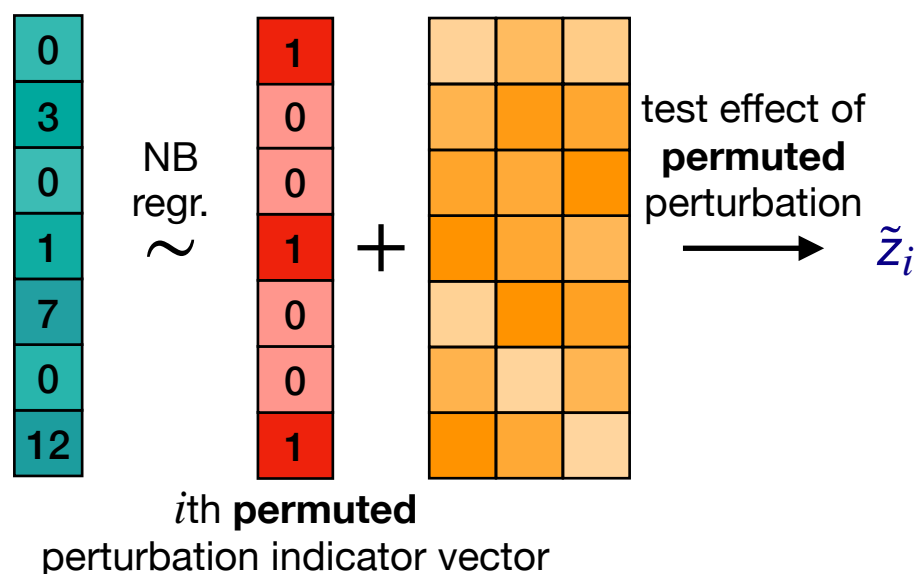 0
3
0
1
7
0
12
NB
regr.
~
1
0
0
1
0
0
1
+
test effect of
permuted
perturbation
z̃ᵢ
ith permuted
perturbation indicator vector